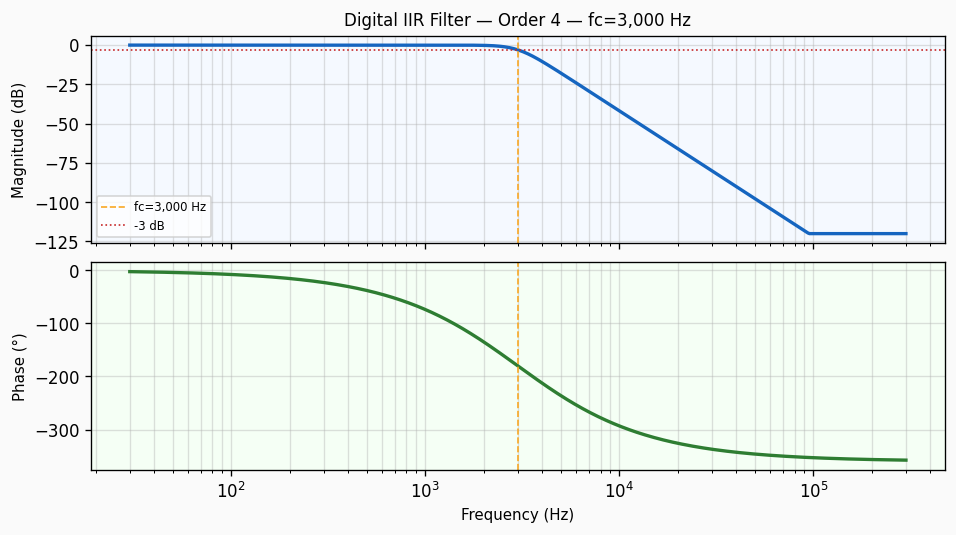 Digital IIR Filter — Order 4 — fc=3,000 Hz
Magnitude (dB)
0
−25
−50
−75
−100
−125
fc=3,000 Hz
-3 dB
Phase (°)
0
−100
−200
−300
10²
10³
10⁴
10⁵
Frequency (Hz)